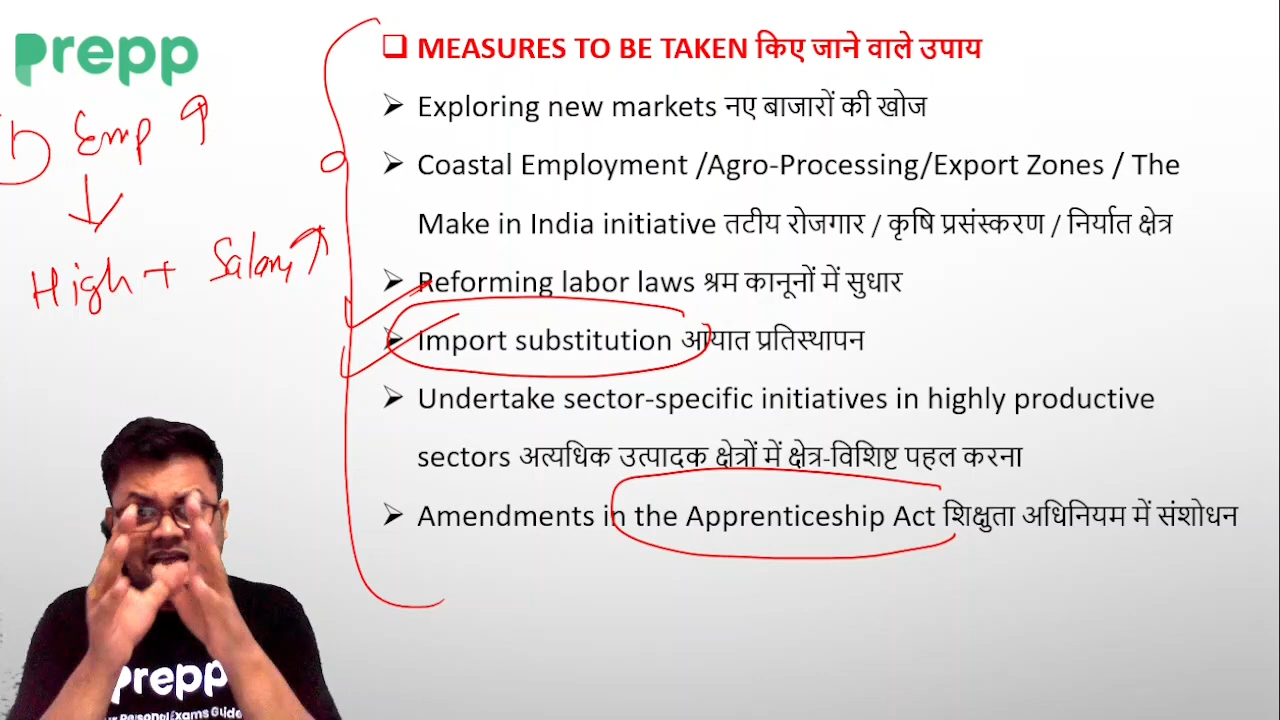 prepp
MEASURES TO BE TAKEN किए जाने वाले उपाय
Exploring new markets नए बाजारों की खोज
Emp ↑
Coastal Employment /Agro-Processing/Export Zones / The
Make in India initiative तटीय रोजगार / कृषि प्रसंस्करण / निर्यात क्षेत्र
High + Salary ↑
Reforming labor laws श्रम कानूनों में सुधार
Import substitution आयात प्रतिस्थापन
Undertake sector-specific initiatives in highly productive
sectors अत्यधिक उत्पादक क्षेत्रों में क्षेत्र-विशिष्ट पहल करना
Amendments in the Apprenticeship Act शिक्षुता अधिनियम में संशोधन
prepp
Personal Exams Guide